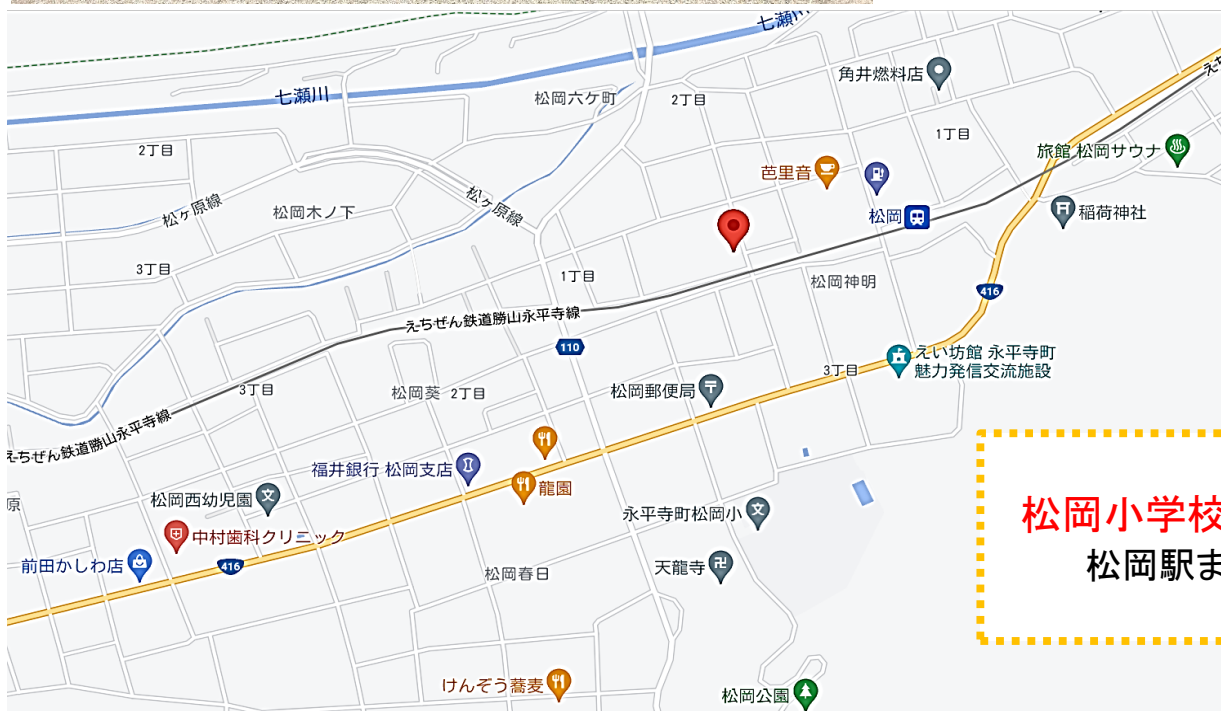 七瀬川
七瀬川
角井燃料店
松岡六ケ町
2丁目
1丁目
2丁目
旅館 松岡サウナ
芭里音
松ヶ原線
松岡木ノ下
松ヶ原線
松岡
稲荷神社
3丁目
1丁目
松岡神明
416
えちぜん鉄道勝山永平寺線
110
えい坊館 永平寺町
魅力発信交流施設
3丁目
3丁目
松岡葵
2丁目
松岡郵便局
えちぜん鉄道勝山永平寺線
福井銀行 松岡支店
龍園
松岡西幼児園
原
永平寺町松岡小
松岡小学校
中村歯科クリニック
前田かしわ店
416
松岡春日
天龍寺
松岡駅ま
けんぞう蕎麦
松岡公園